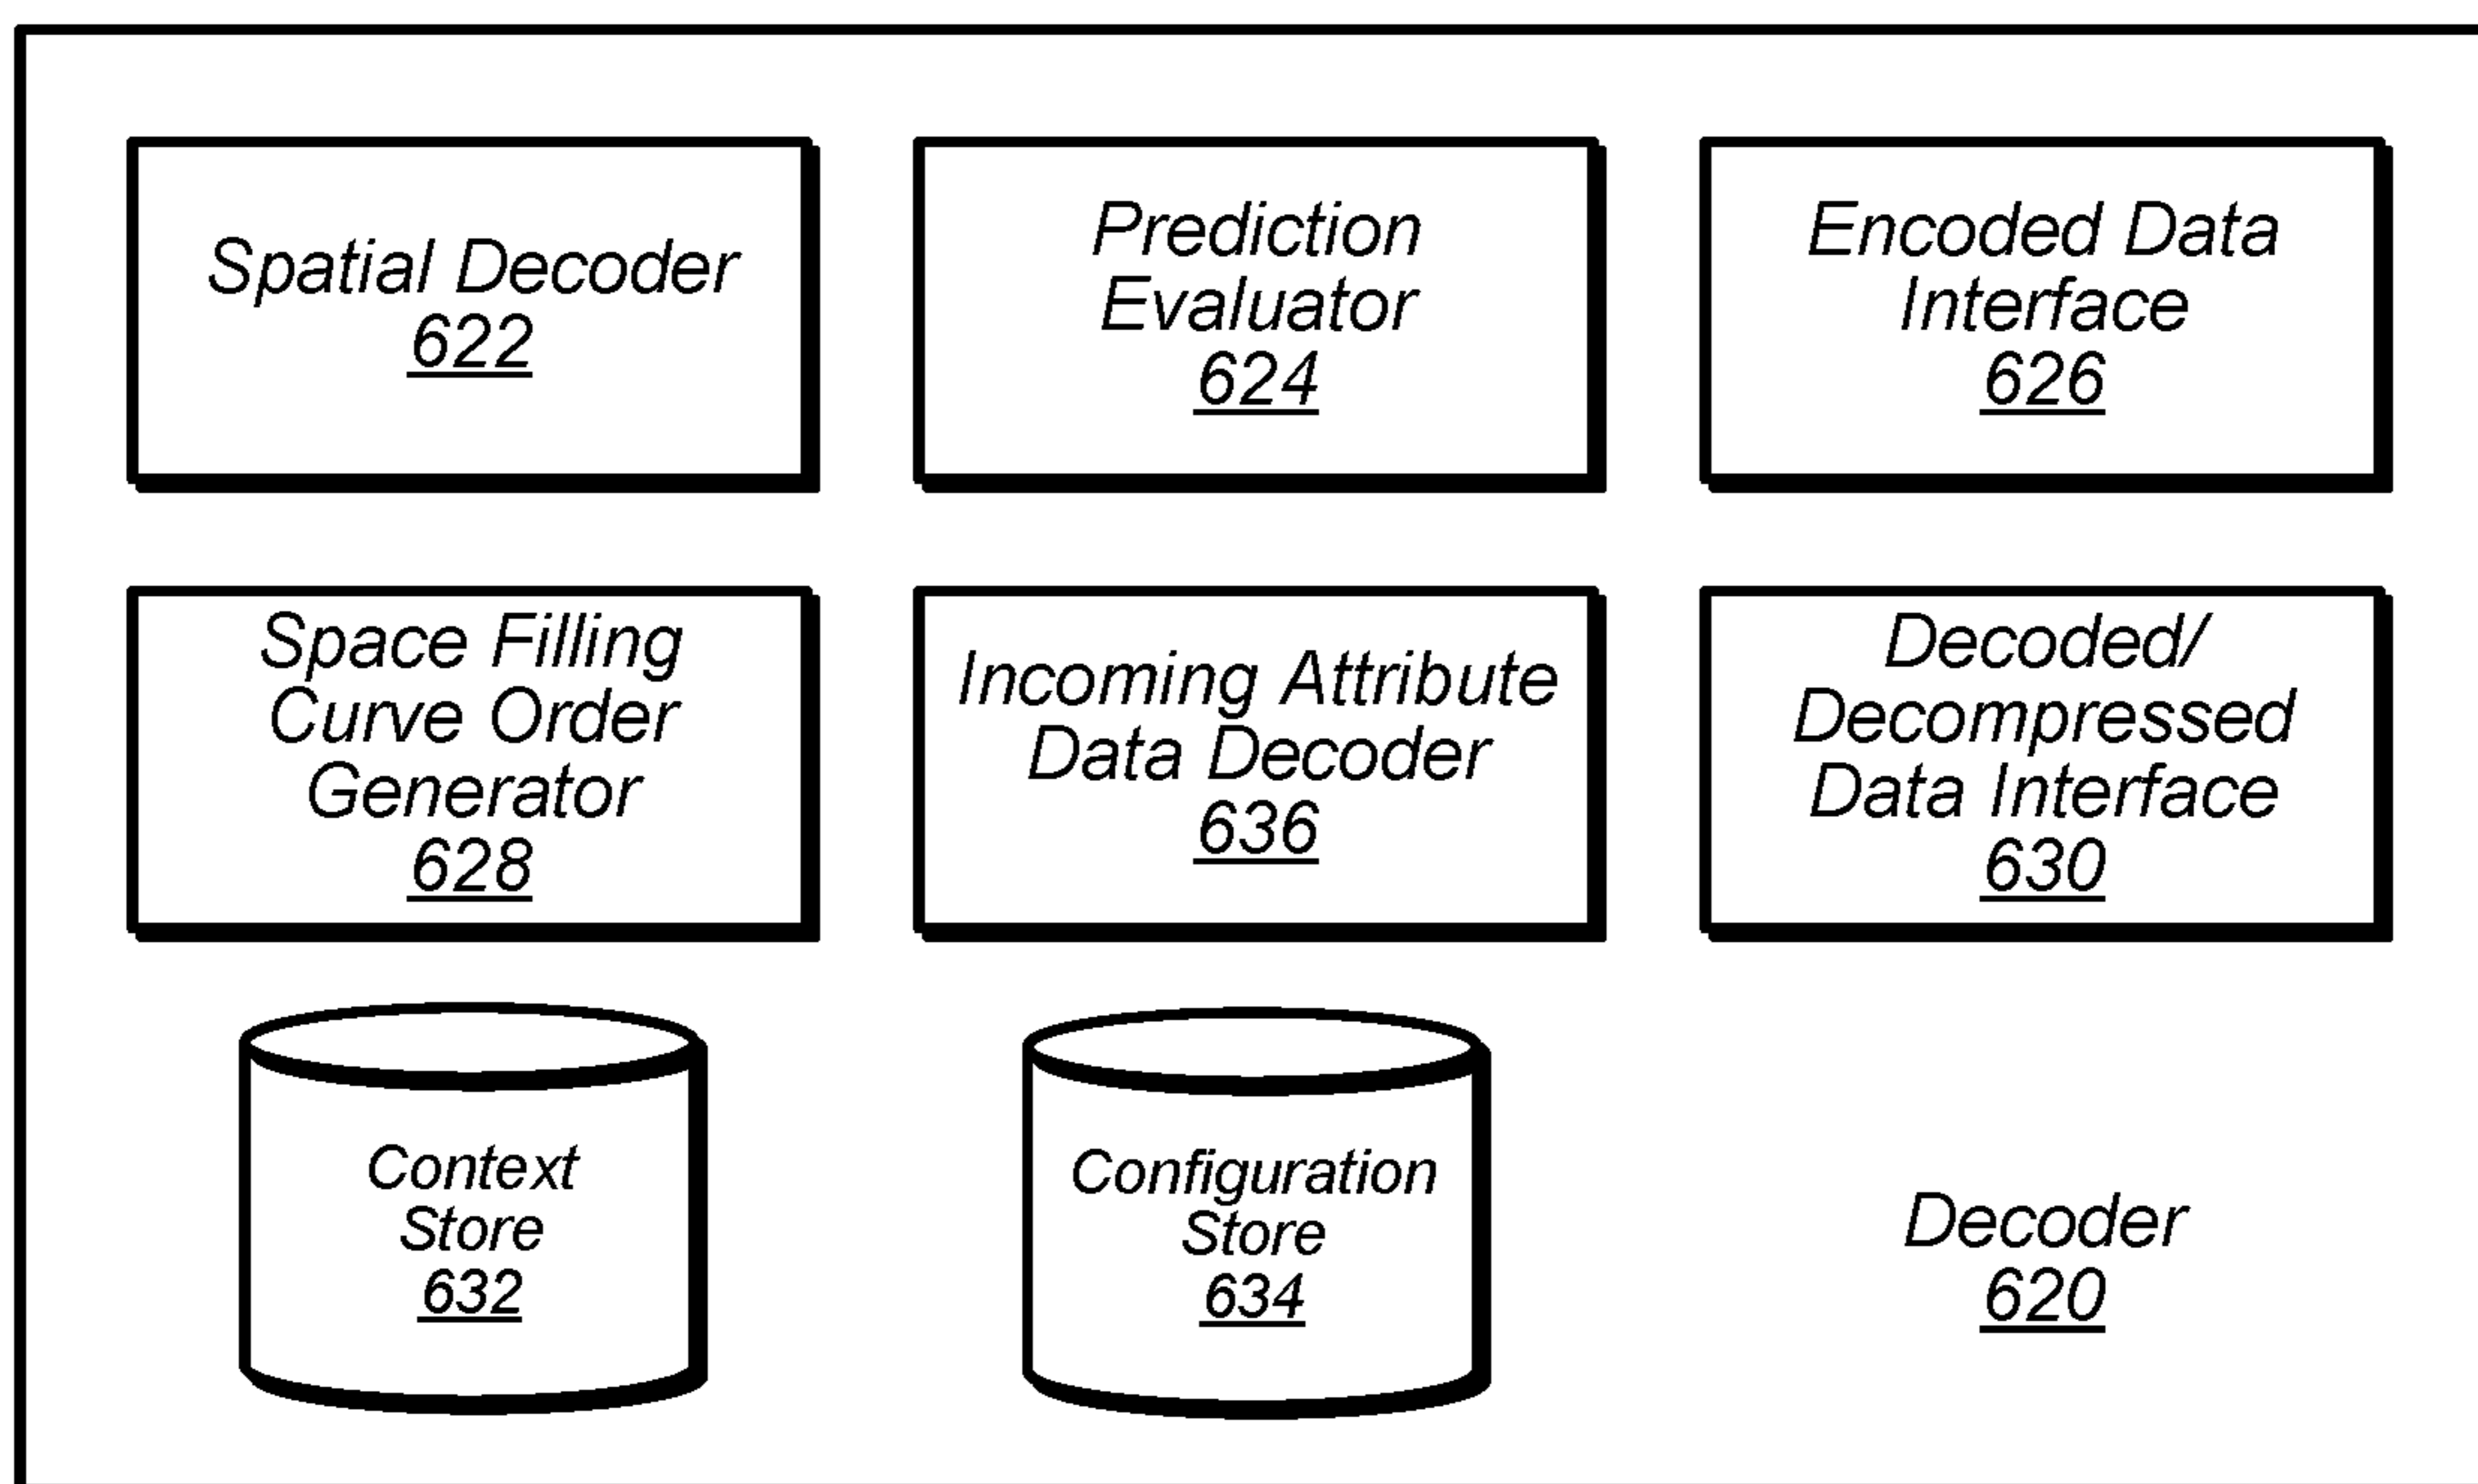 Spatial Decoder
622
Prediction
Evaluator
624
Encoded Data
Interface
626
Space Filling
Curve Order
Generator
628
Incoming Attribute
Data Decoder
636
Decoded/
Decompressed
Data Interface
630
Context
Store
632
Configuration
Store
634
Decoder
620